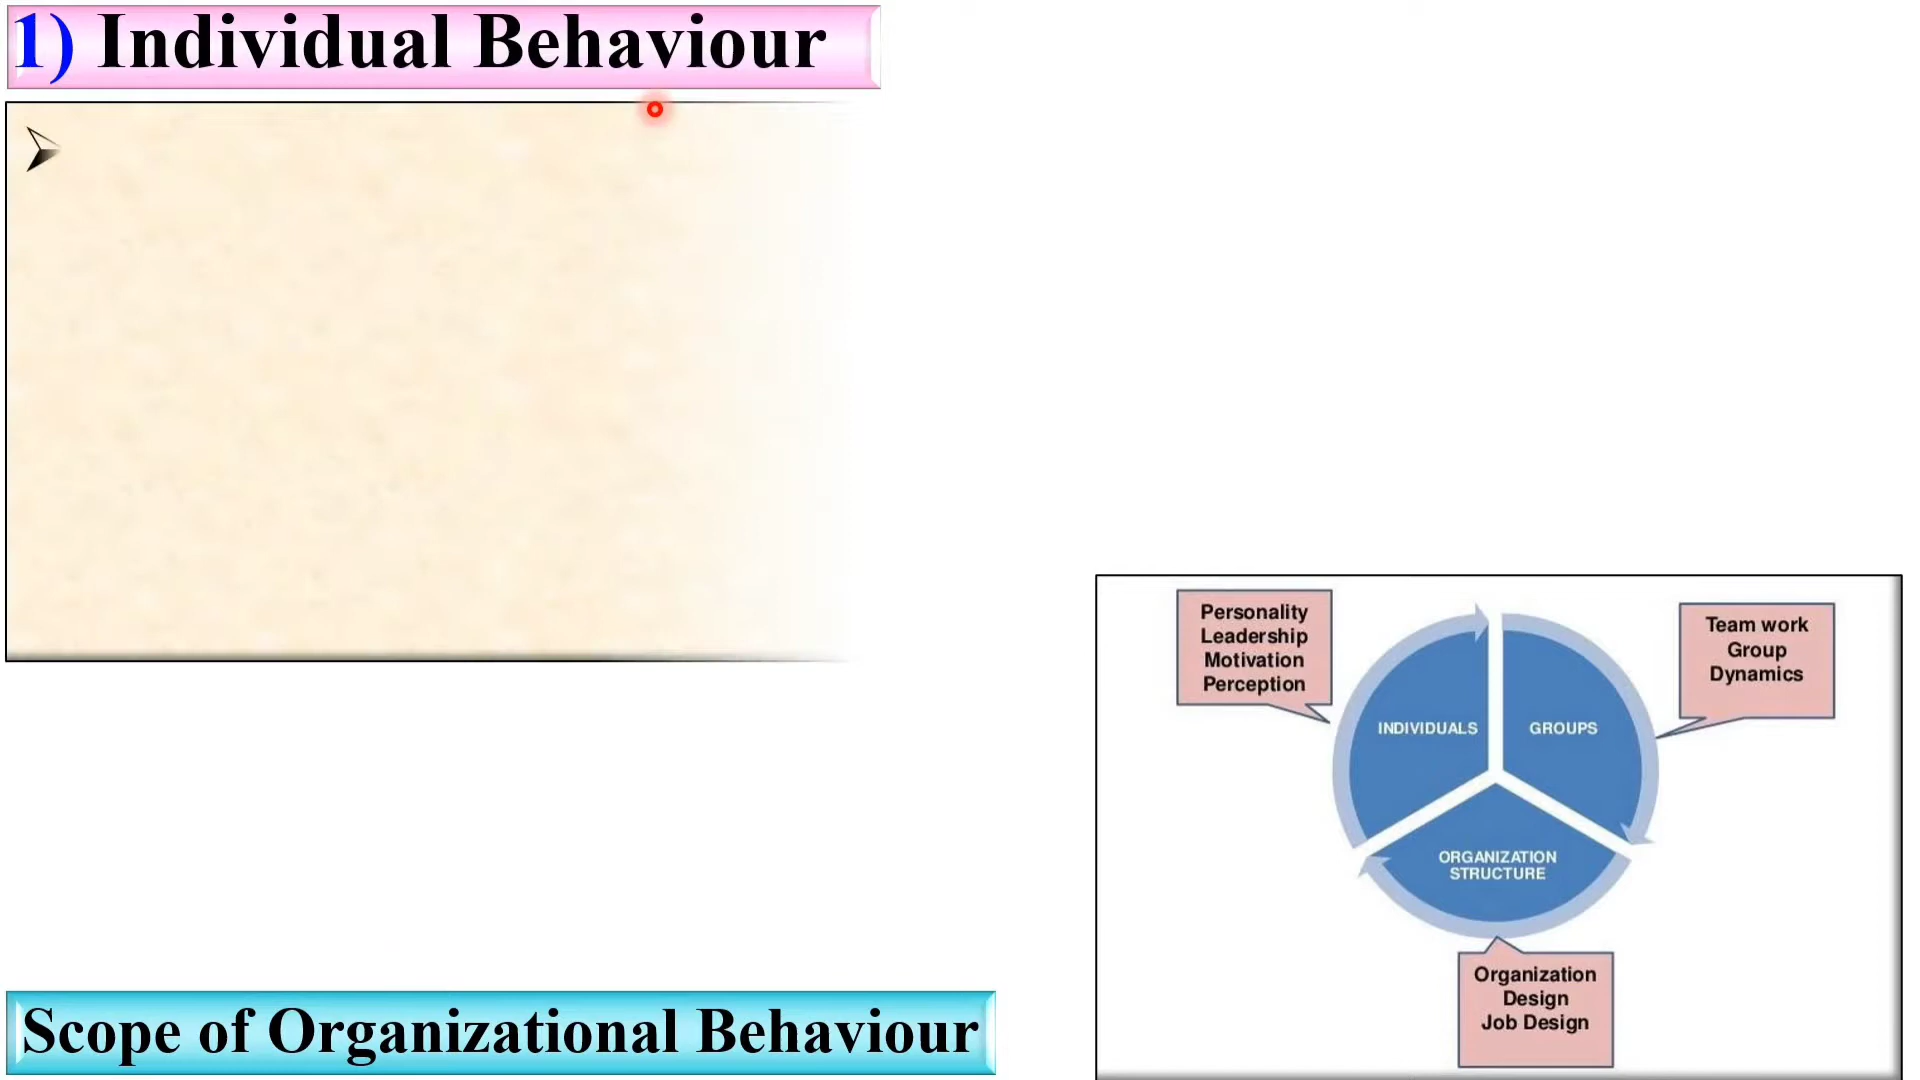 1) Individual Behaviour
➢
Personality
Leadership
Motivation
Perception
Team work
Group
Dynamics
INDIVIDUALS
GROUPS
ORGANIZATION
STRUCTURE
Organization
Design
Job Design
Scope of Organizational Behaviour